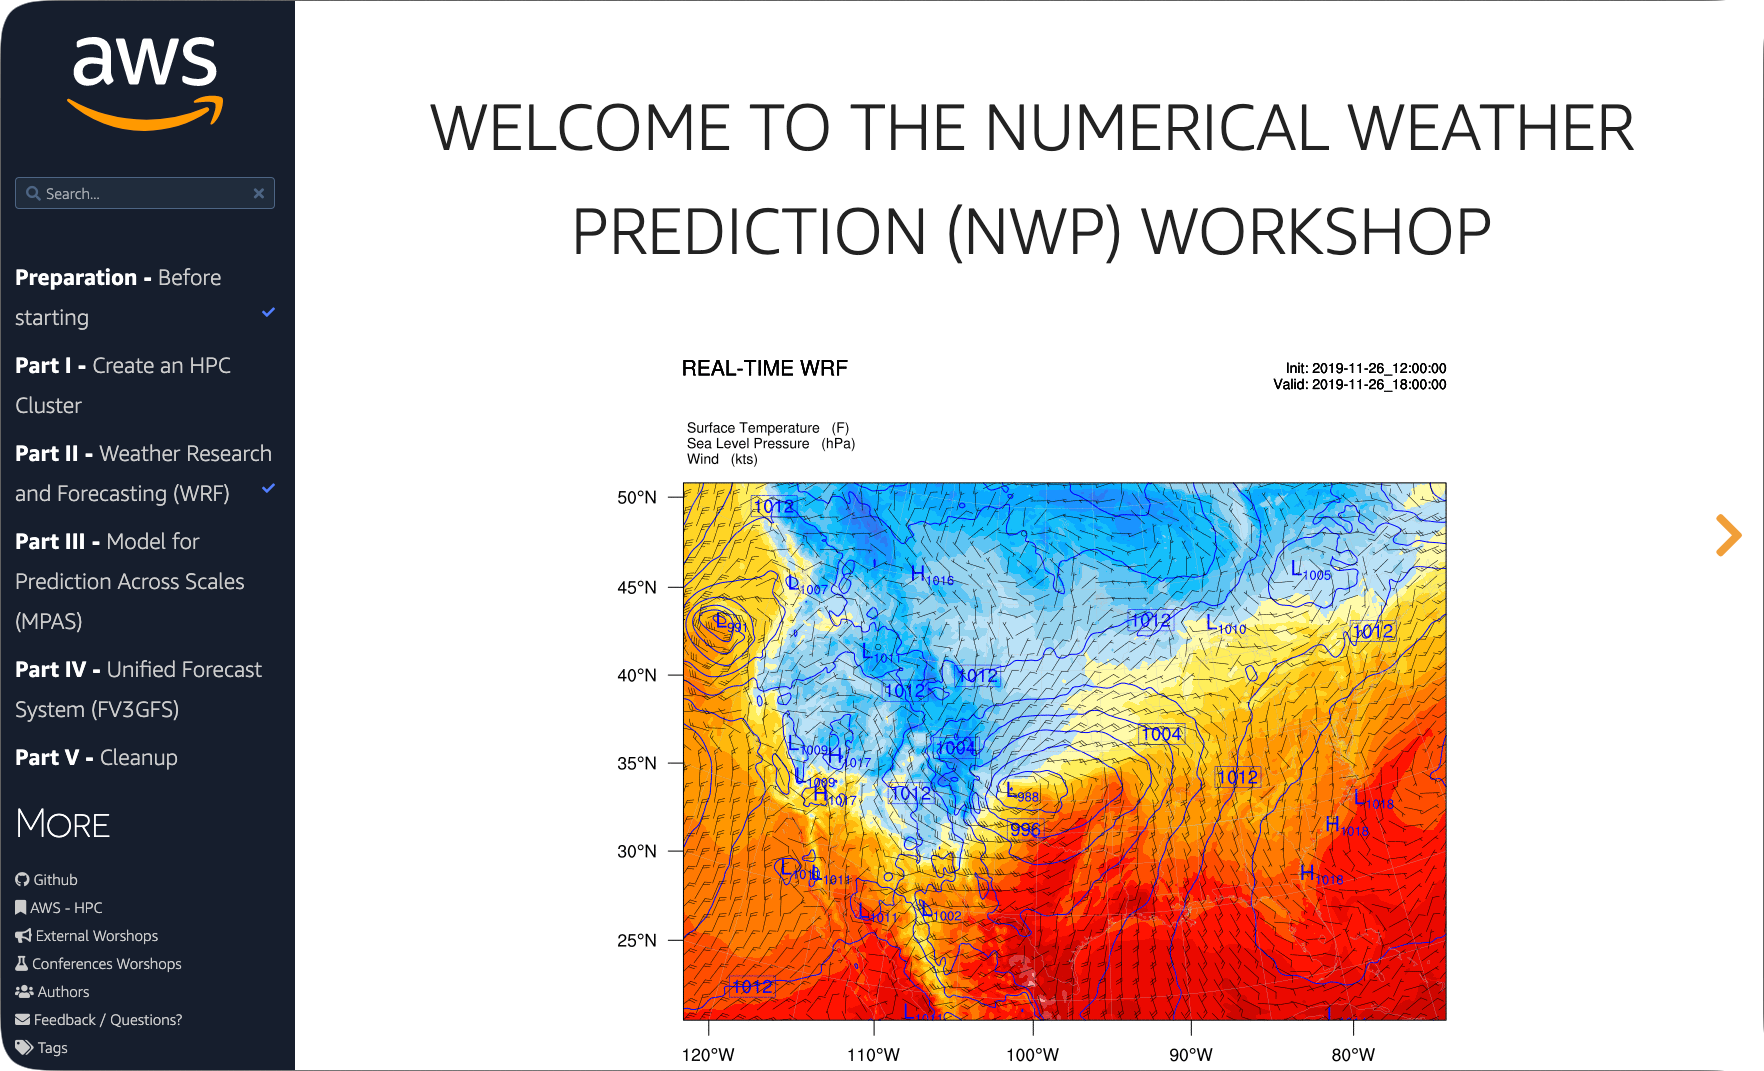 aws
Search...
Preparation - Before
starting
Part I - Create an HPC
Cluster
Part II - Weather Research
and Forecasting (WRF)
Part III - Model for
Prediction Across Scales
(MPAS)
Part IV - Unified Forecast
System (FV3GFS)
Part V - Cleanup
MORE
Github
AWS - HPC
External Worshops
Conferences Worshops
Authors
Feedback / Questions?
Tags
WELCOME TO THE NUMERICAL WEATHER
PREDICTION (NWP) WORKSHOP
REAL-TIME WRF
Init: 2019-11-26_12:00:00
Valid: 2019-11-26_18:00:00
Surface Temperature (F)
Sea Level Pressure (hPa)
Wind (kts)
50°N
45°N
40°N
35°N
30°N
25°N
1012
L1007
H1016
L1005
L991
1012
L1010
1012
L1011
1012
1012
L1009
H1017
1004
1004
L1009
H1017
1012
L988
1012
996
L1018
H1018
L1011
H1018
L1011
L1002
1012
120°W
110°W
100°W
90°W
80°W